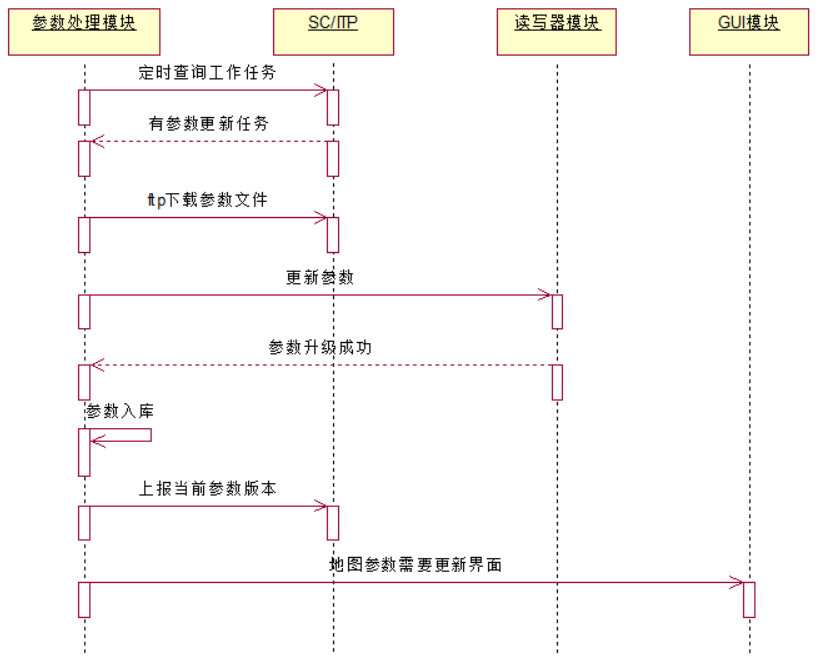 参数处理模块
SC/ITP
读写器模块
GUI模块
定时查询工作任务
有参数更新任务
ftp下载参数文件
更新参数
参数升级成功
参数入库
上报当前参数版本
地图参数需要更新界面